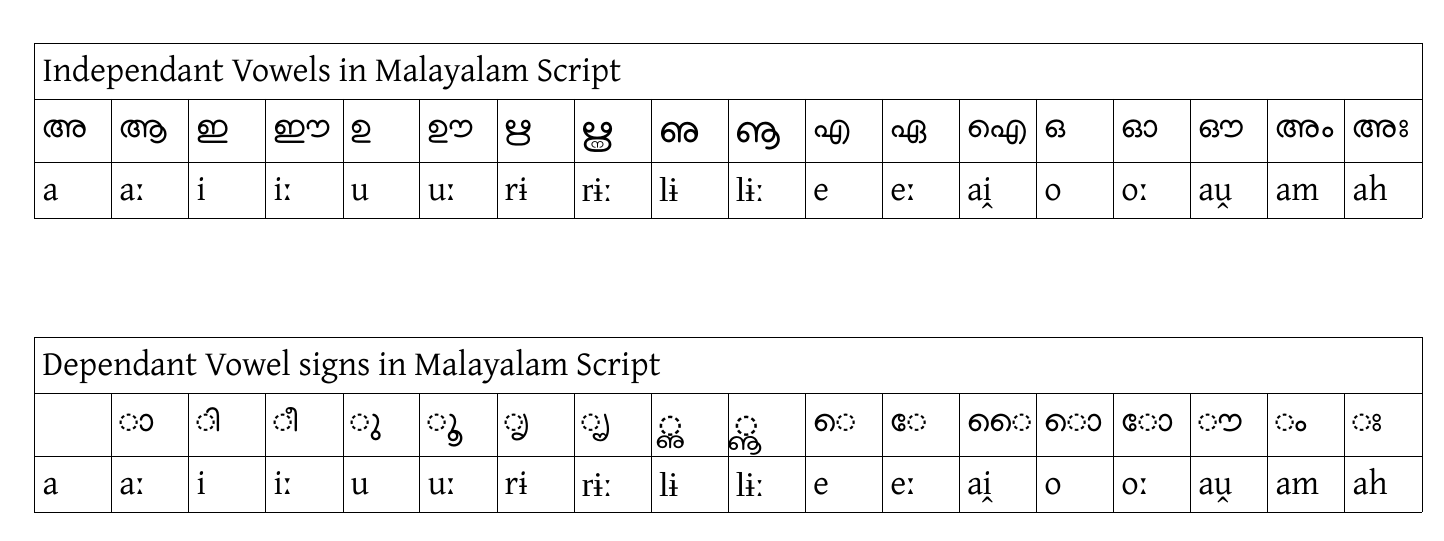 Independant Vowels in Malayalam Script
അ ആ ഇ ഈ ഉ ഊ ഋ ൠ ഌ ൡ എ ഏ ഐ ഒ ഓ ഔ അം അഃ
a aː i iː u uː rɨ rɨː lɨ lɨː e eː ai̯ o oː au̯ am ah
Dependant Vowel signs in Malayalam Script
◌ാ ◌ി ◌ീ ◌ു ◌ൂ ◌ൃ ◌ൄ ◌ൢ ◌ൣ ◌െ ◌േ ◌ൈ ◌ൊ ◌ോ ◌ൗ ◌ം ◌ഃ
a aː i iː u uː rɨ rɨː lɨ lɨː e eː ai̯ o oː au̯ am ah